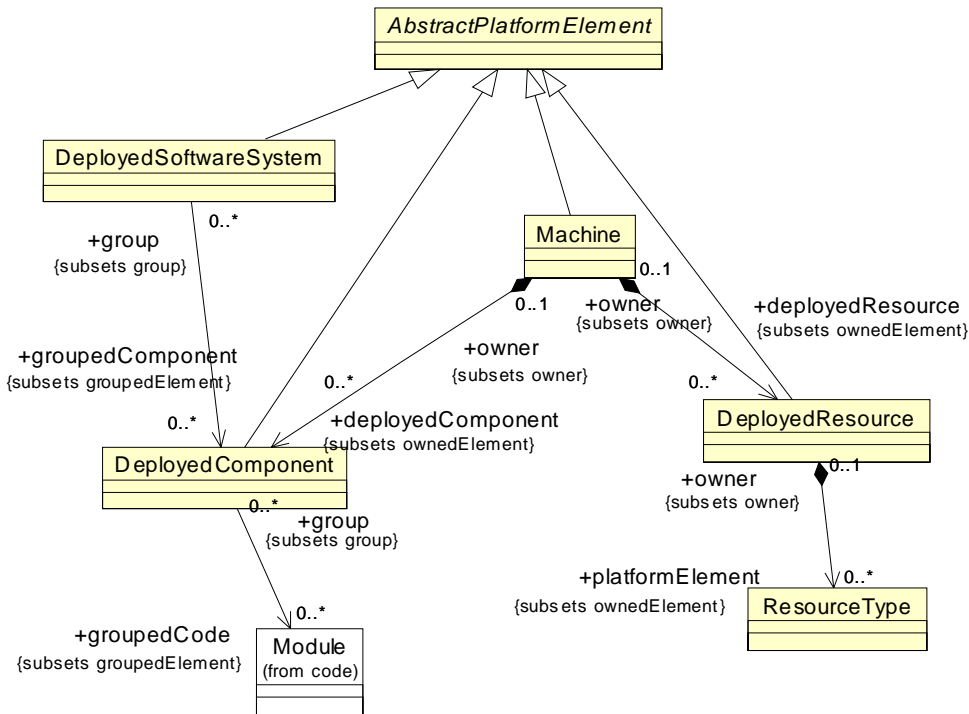 AbstractPlatformElement
DeployedSoftwareSystem
0..*
+group
{subsets group}
Machine
0..1
0..1
+owner
{subsets owner}
+deployedResource
{subsets ownedElement}
+groupedComponent
{subsets groupedElement}
+owner
{subsets owner}
0..*
0..*
0..*
+deployedComponent
{subsets ownedElement}
DeployedResource
DeployedComponent
0..1
+owner
{subsets owner}
0..*
+group
{subsets group}
+platformElement
{subsets ownedElement}
0..*
ResourceType
0..*
+groupedCode
{subsets groupedElement}
Module
(from code)